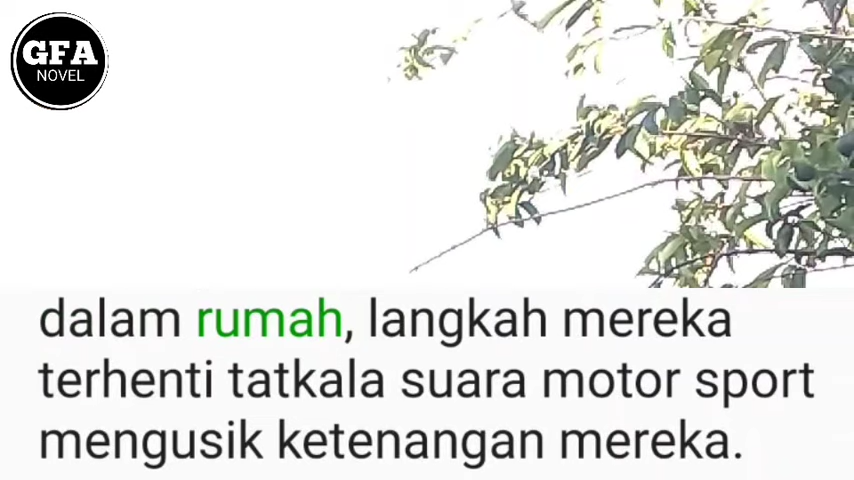 GFA
NOVEL
dalam rumah, langkah mereka
terhenti tatkala suara motor sport
mengusik ketenangan mereka.